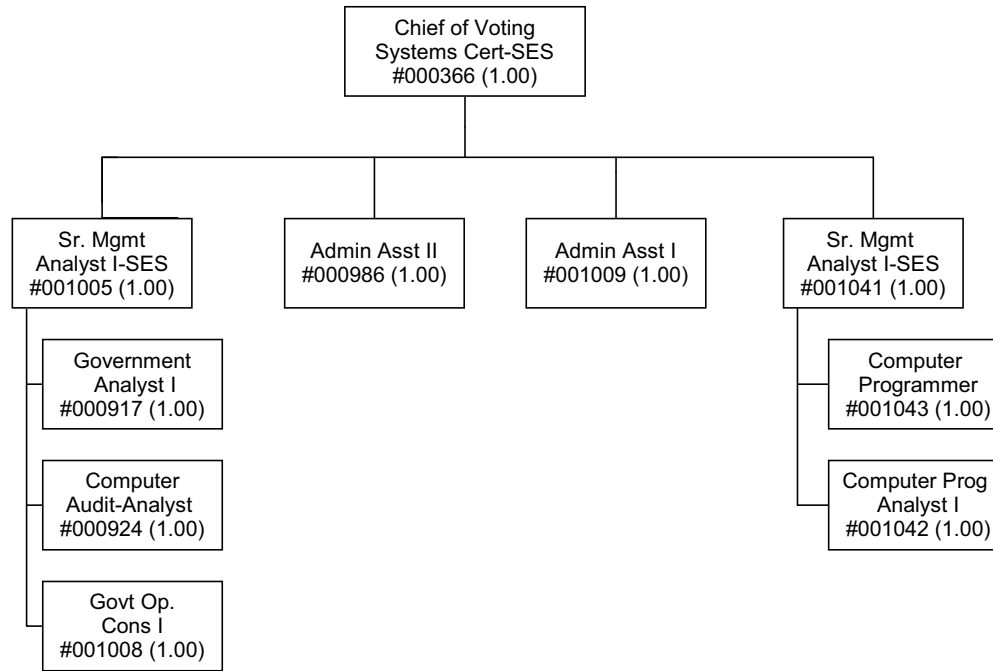 Chief of Voting
Systems Cert-SES
#000366 (1.00)
Sr. Mgmt
Analyst I-SES
#001005 (1.00)
Admin Asst II
#000986 (1.00)
Admin Asst I
#001009 (1.00)
Sr. Mgmt
Analyst I-SES
#001041 (1.00)
Government
Analyst I
#000917 (1.00)
Computer
Audit-Analyst
#000924 (1.00)
Govt Op.
Cons I
#001008 (1.00)
Computer
Programmer
#001043 (1.00)
Computer Prog
Analyst I
#001042 (1.00)